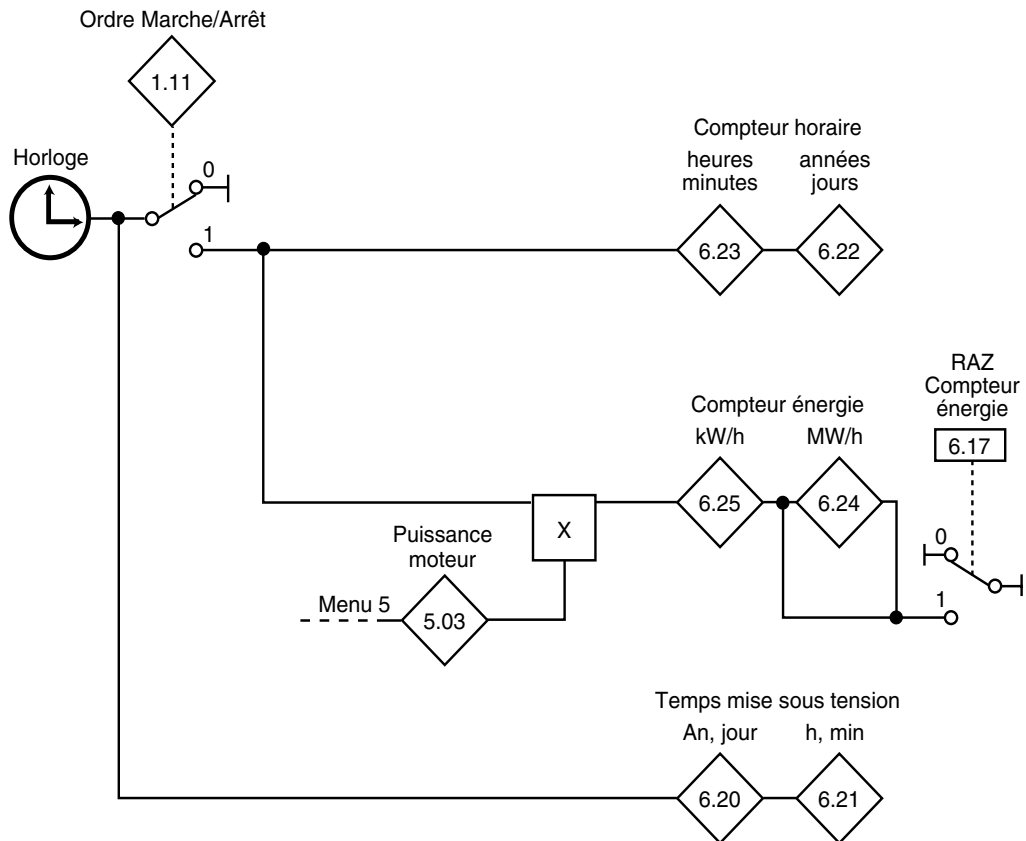 Ordre Marche/Arrêt
1.11
Horloge
0
1
Compteur horaire
heures
minutes
années
jours
6.23
6.22
RAZ
Compteur
énergie
6.17
Compteur énergie
kW/h
MW/h
6.25
6.24
X
0
1
Puissance
moteur
Menu 5
5.03
Temps mise sous tension
An, jour
h, min
6.20
6.21